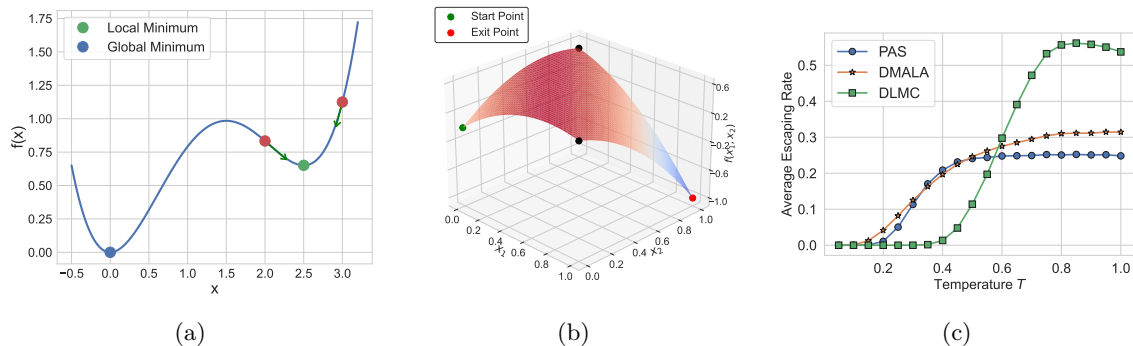 Local Minimum
Global Minimum
1.75
1.50
1.25
1.00
0.75
0.50
0.25
0.00
f(x)
−0.5 0.0 0.5 1.0 1.5 2.0 2.5 3.0
x
(a)
Start Point
Exit Point
0.6
0.2
−0.2
−0.6
−1.0
f(x₁, x₂)
0.0 0.2 0.4 0.6 0.8 1.0
x₁
0.0 0.2 0.4 0.6 0.8 1.0
x₂
(b)
PAS
DMALA
DLMC
0.5
0.4
0.3
0.2
0.1
0.0
Average Escaping Rate
0.2 0.4 0.6 0.8 1.0
Temperature T
(c)